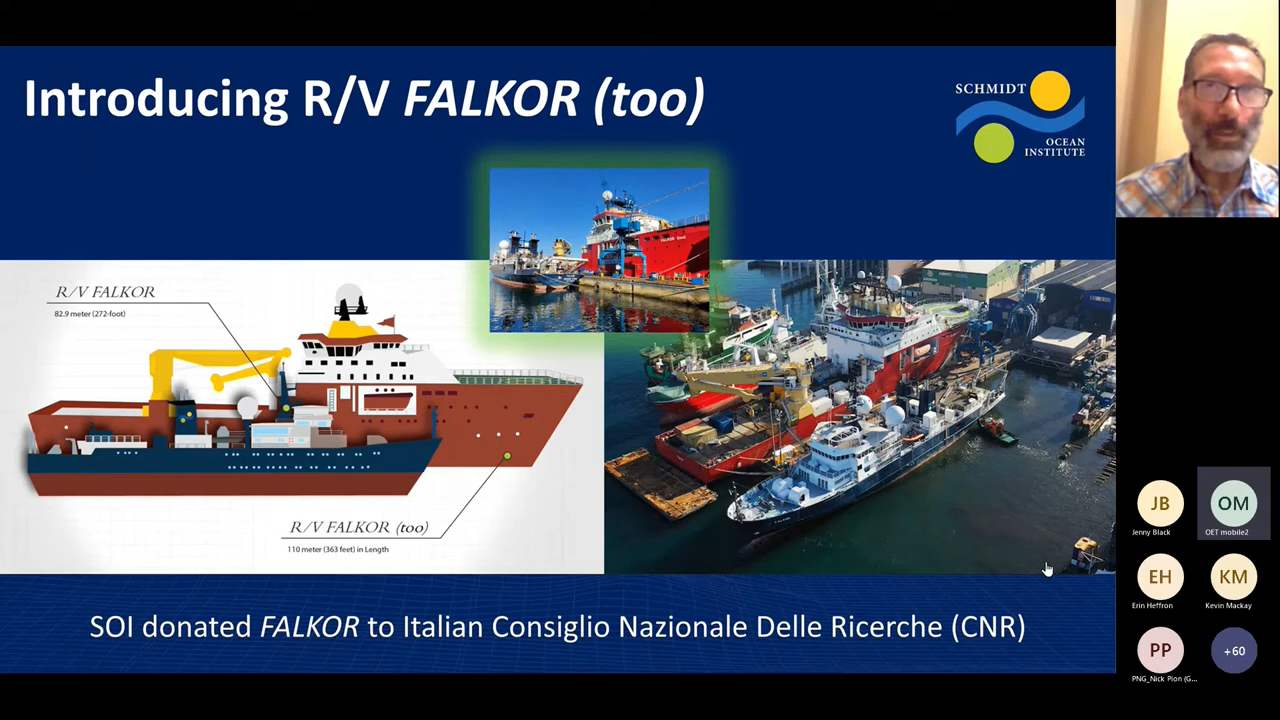 Introducing R/V FALKOR (too)
SCHMIDT
OCEAN
INSTITUTE
R/V FALKOR
82.9 meter (272-foot)
FALKOR (too)
R/V FALKOR (too)
110 meter (363 feet) in Length
SOI donated FALKOR to Italian Consiglio Nazionale Delle Ricerche (CNR)
JB
Jenny Black
OM
OET mobile2
EH
Erin Heffron
KM
Kevin Mackay
PP
PNG_Nick Pion (G...
+60